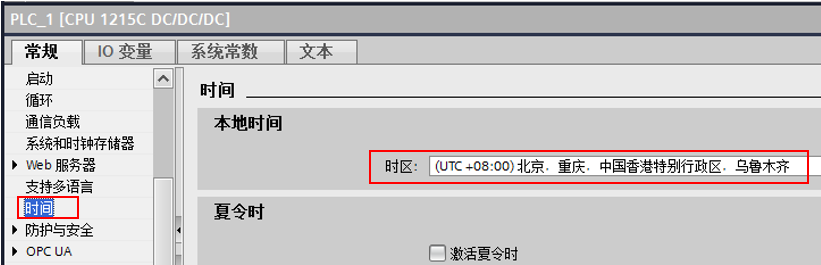 PLC_1 [CPU 1215C DC/DC/DC]
常规 IO 变量 系统常数 文本
启动
循环
通信负载
系统和时钟存储器
Web 服务器
支持多语言
时间
防护与安全
OPC UA
时间
本地时间
时区: (UTC +08:00) 北京．重庆．中国香港特别行政区．乌鲁木齐
夏令时
激活夏令时